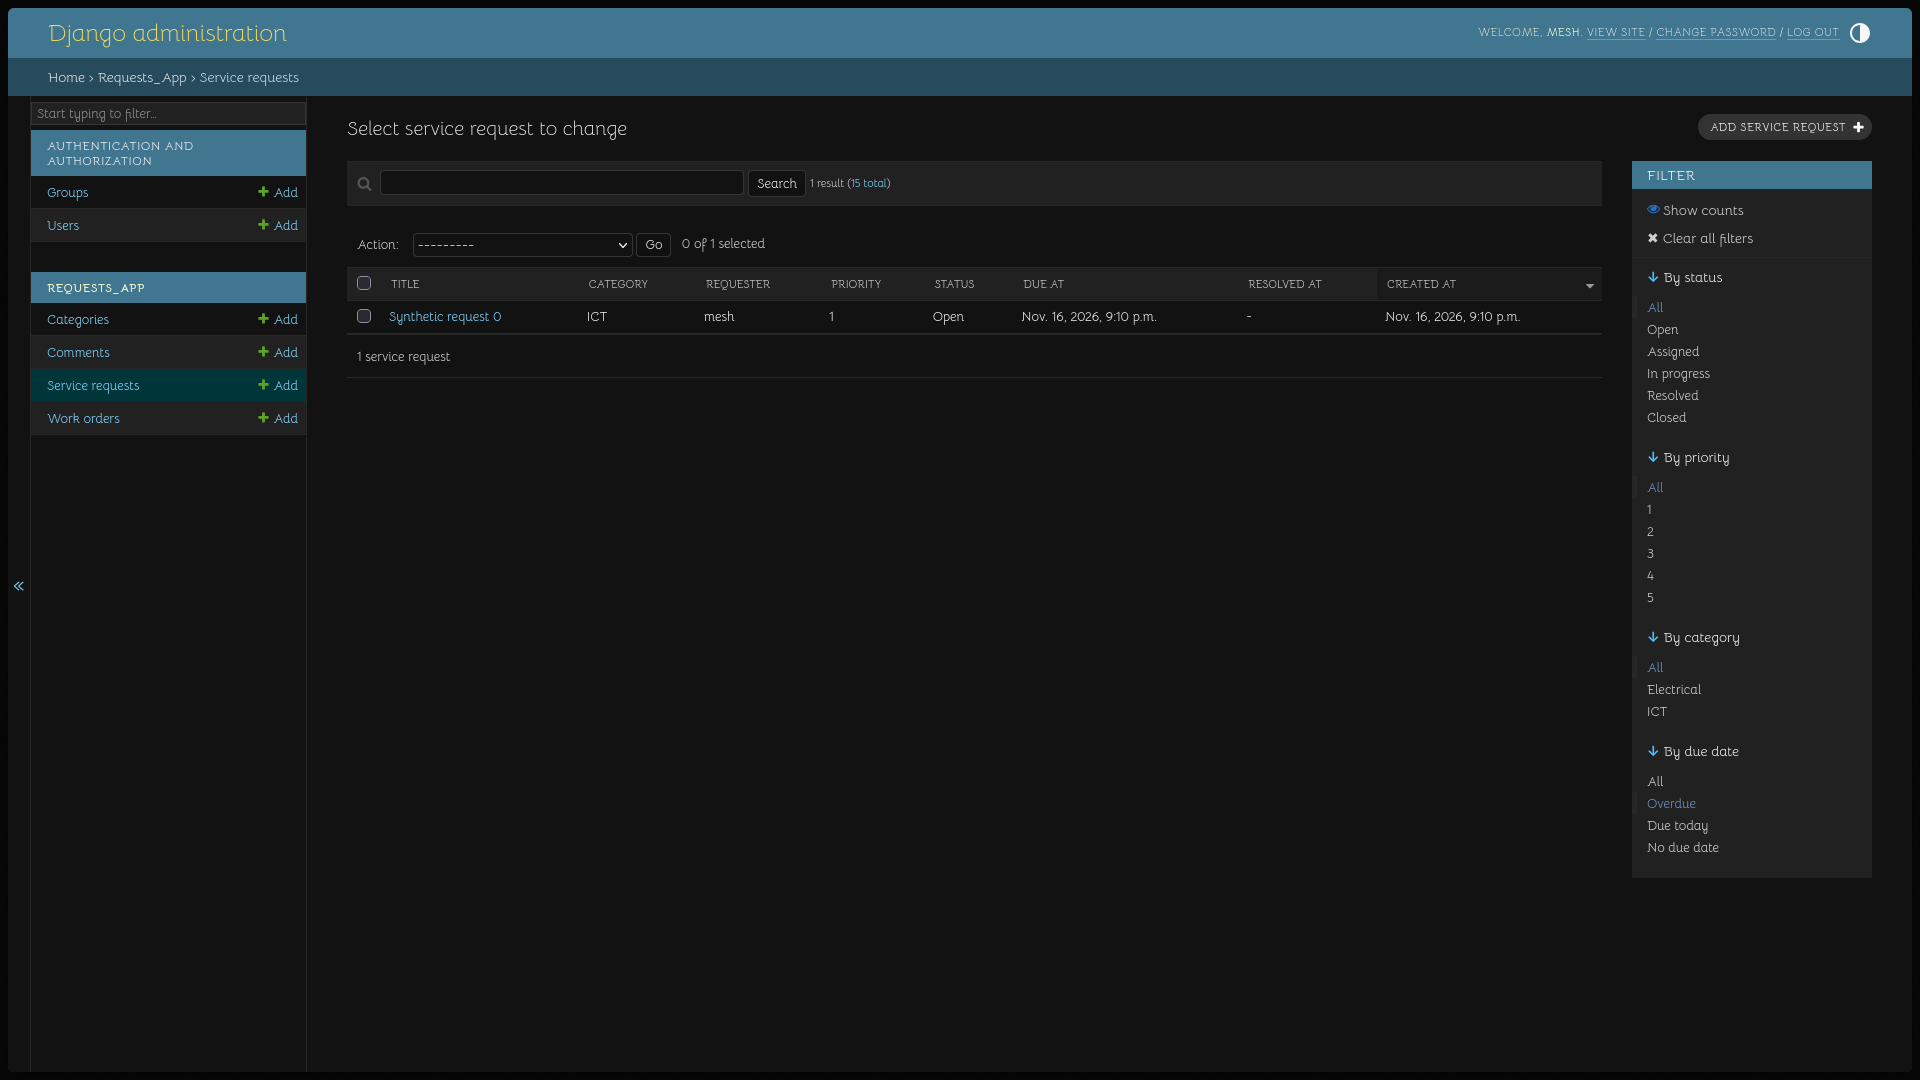 Django administration
WELCOME, MESH. VIEW SITE / CHANGE PASSWORD / LOG OUT
Home › Requests_App › Service requests
Start typing to filter...
AUTHENTICATION AND
AUTHORIZATION
Groups Add
Users Add
REQUESTS_APP
Categories Add
Comments Add
Service requests Add
Work orders Add
«
Select service request to change
ADD SERVICE REQUEST
Search 1 result (15 total)
Action: --------- Go 0 of 1 selected
TITLE CATEGORY REQUESTER PRIORITY STATUS DUE AT RESOLVED AT CREATED AT
Synthetic request 0 ICT mesh 1 Open Nov. 16, 2026, 9:10 p.m. - Nov. 16, 2026, 9:10 p.m.
1 service request
FILTER
Show counts
Clear all filters
By status
All
Open
Assigned
In progress
Resolved
Closed
By priority
All
1
2
3
4
5
By category
All
Electrical
ICT
By due date
All
Overdue
Due today
No due date